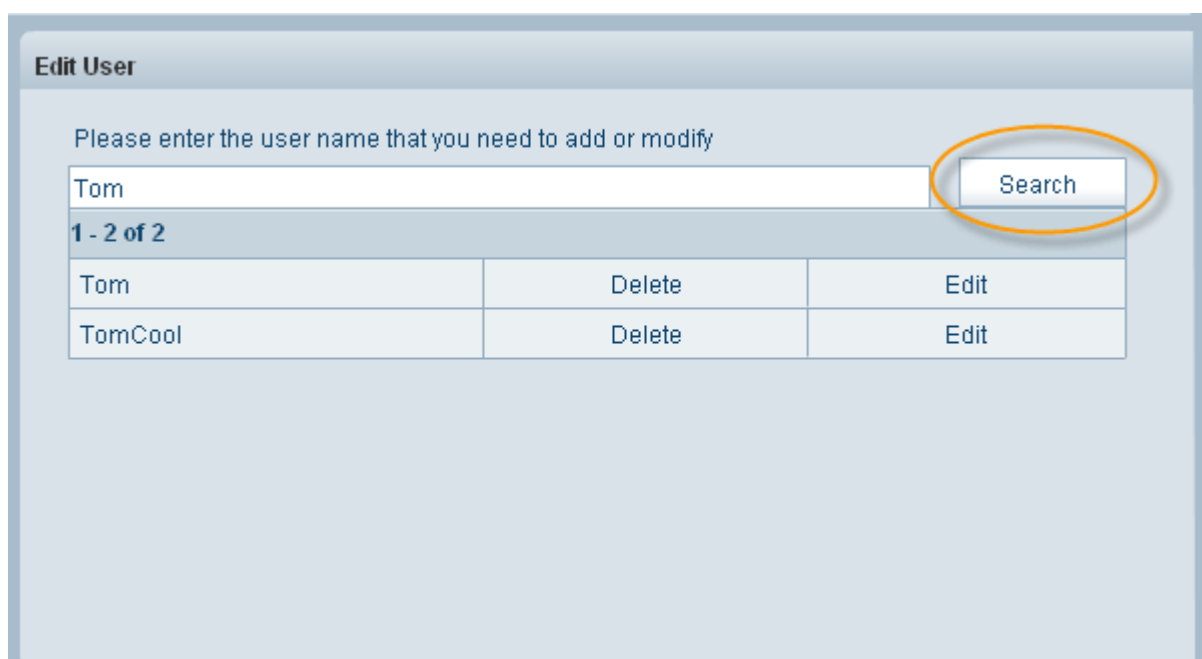 Edit User
Please enter the user name that you need to add or modify
Tom
Search
1 - 2 of 2
Tom Delete Edit
TomCool Delete Edit